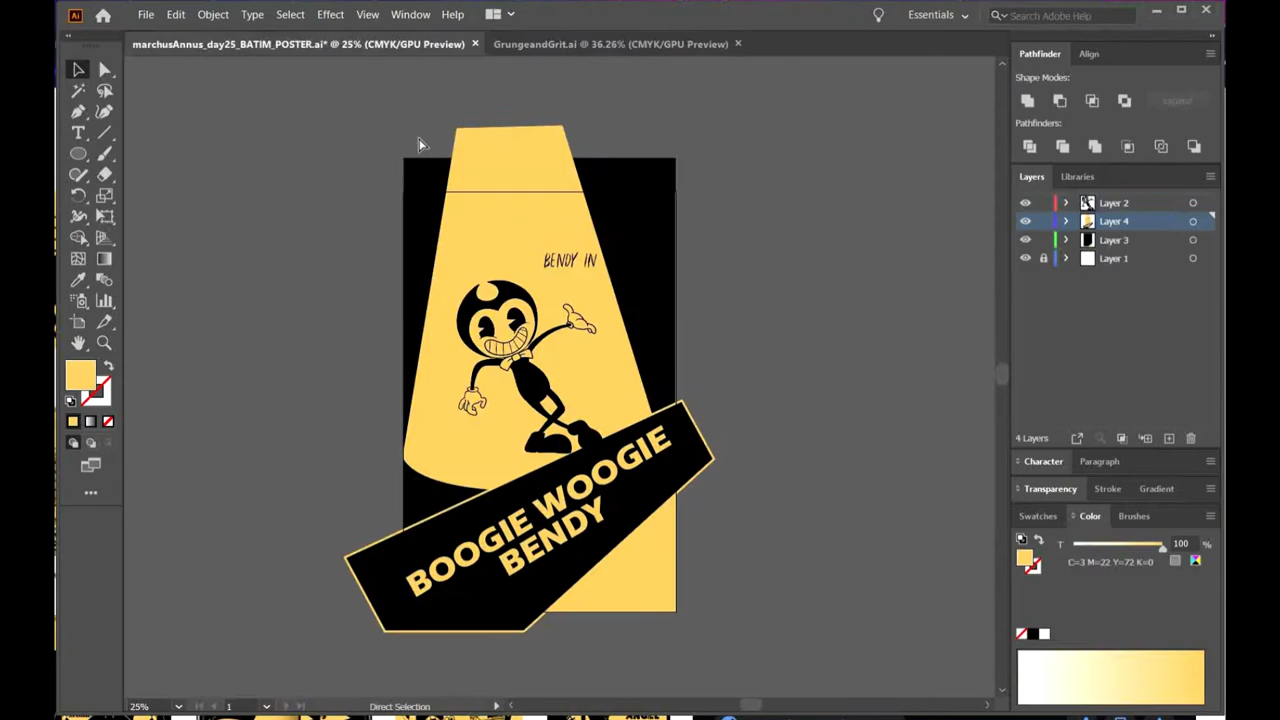 Ai
File Edit Object Type Select Effect View Window Help
Essentials
Search Adobe Help
marchusAnnus_day25_BATIM_POSTER.ai* @ 25% (CMYK/GPU Preview) ×
GrungeandGrit.ai @ 36.26% (CMYK/GPU Preview) ×
Pathfinder Align
Shape Modes:
Expand
Pathfinders:
Layers Libraries
Layer 2
Layer 4
Layer 3
Layer 1
4 Layers
Character Paragraph
Transparency Stroke Gradient
Swatches Color Brushes
T 100 %
C=3 M=22 Y=72 K=0
BENDY IN
BOOGIE WOOGIE
BENDY
25% 1 Direct Selection